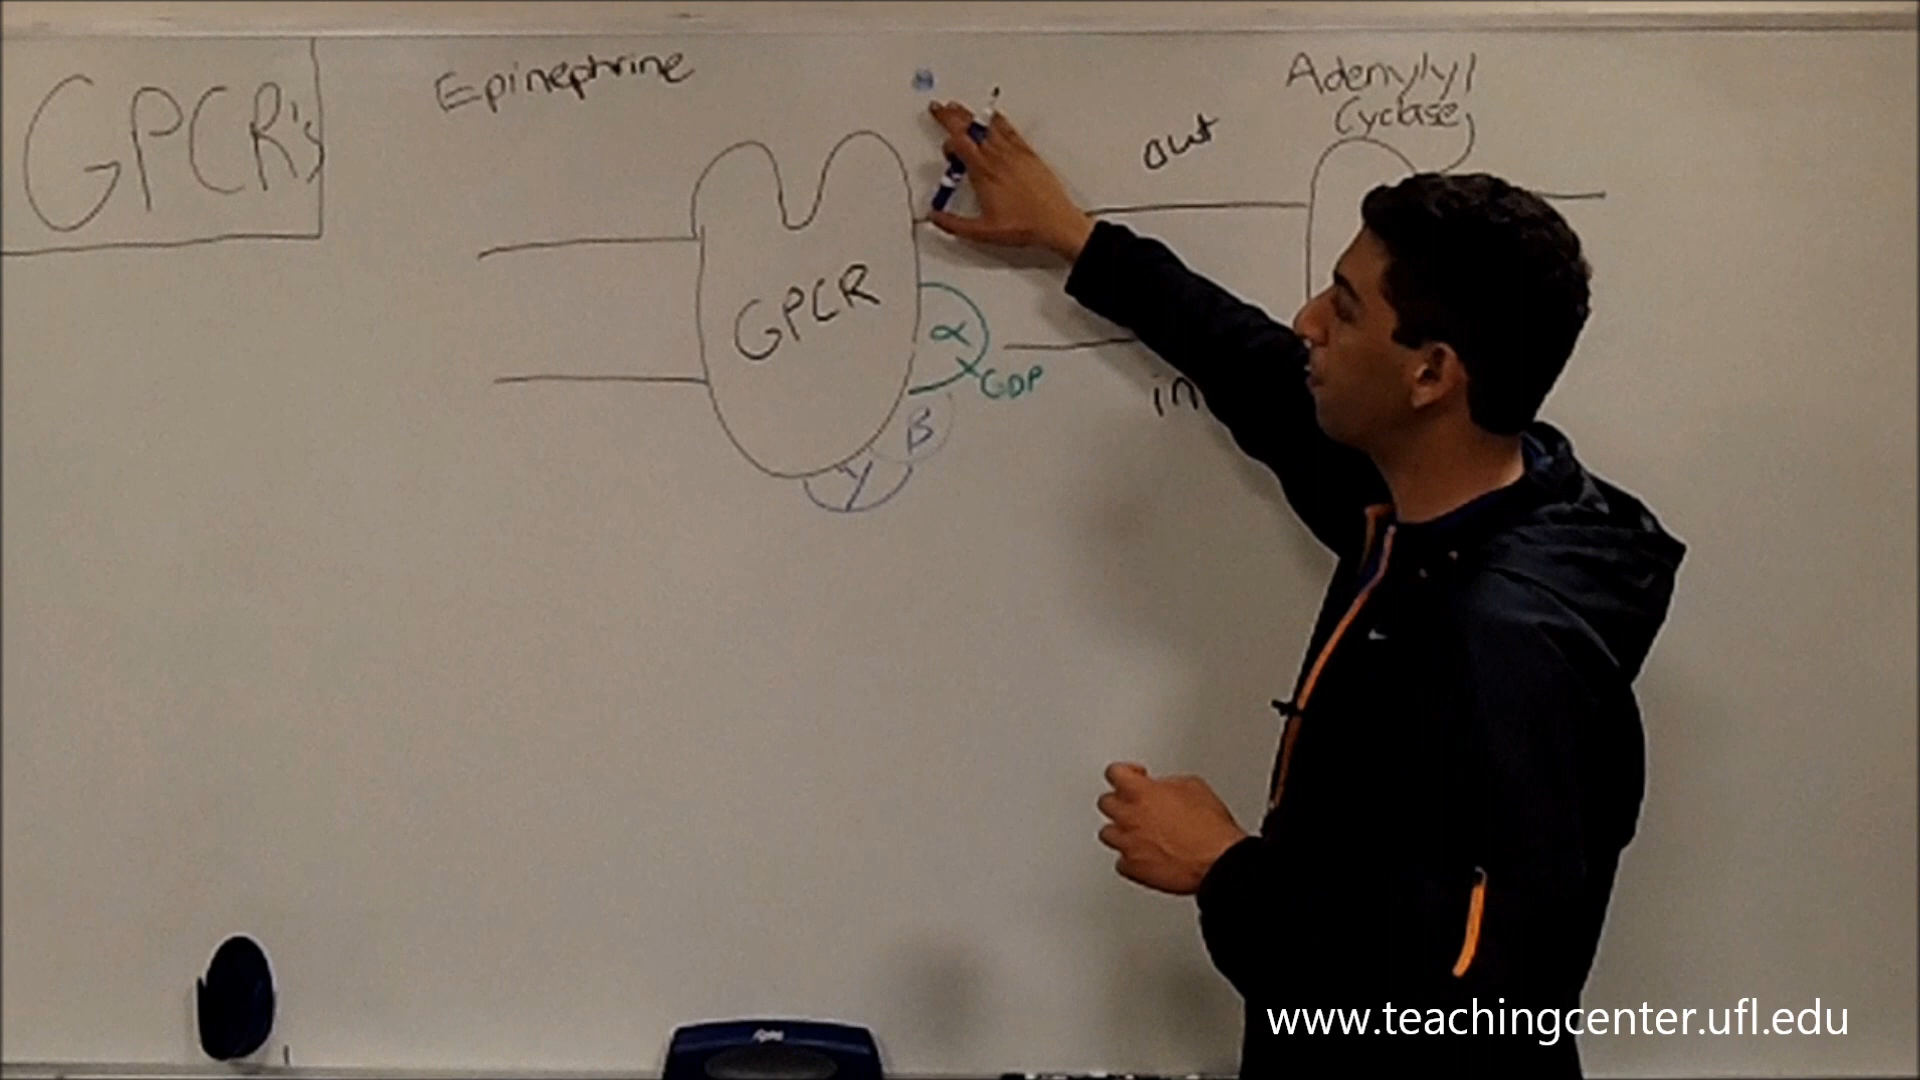 GPCR's
Epinephrine
Adenylyl
Cyclase
out
GPCR
α
GDP
in
β
γ
www.teachingcenter.ufl.edu